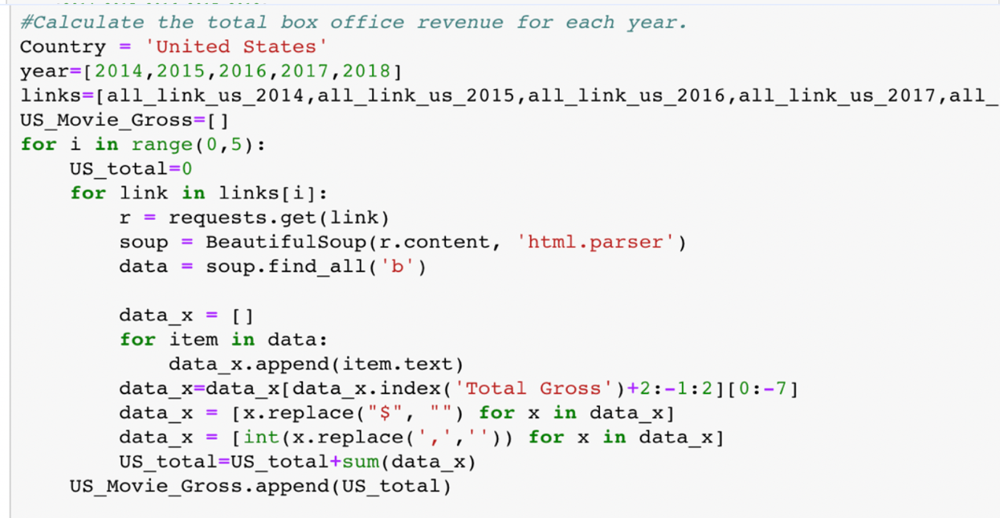 #Calculate the total box office revenue for each year.
Country = 'United States'
year=[2014,2015,2016,2017,2018]
links=[all_link_us_2014,all_link_us_2015,all_link_us_2016,all_link_us_2017,all_
US_Movie_Gross=[]
for i in range(0,5):
    US_total=0
    for link in links[i]:
        r = requests.get(link)
        soup = BeautifulSoup(r.content, 'html.parser')
        data = soup.find_all('b')

        data_x = []
        for item in data:
            data_x.append(item.text)
        data_x=data_x[data_x.index('Total Gross')+2:-1:2][0:-7]
        data_x = [x.replace("$", "") for x in data_x]
        data_x = [int(x.replace(',','')) for x in data_x]
        US_total=US_total+sum(data_x)
    US_Movie_Gross.append(US_total)